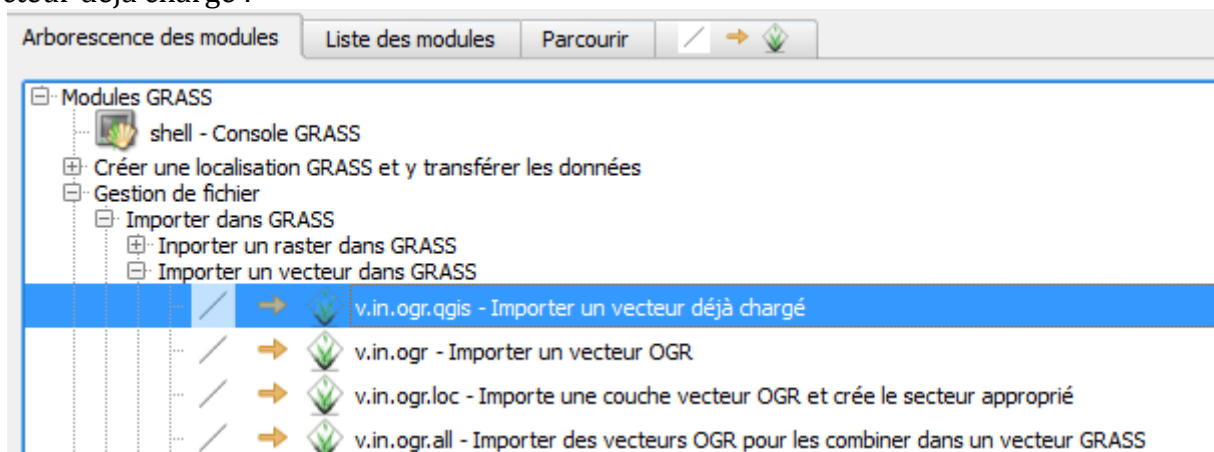 cteur déjà chargé :
Arborescence des modules Liste des modules Parcourir
Modules GRASS
shell - Console GRASS
Créer une localisation GRASS et y transférer les données
Gestion de fichier
Importer dans GRASS
Inporter un raster dans GRASS
Importer un vecteur dans GRASS
v.in.ogr.qgis - Importer un vecteur déjà chargé
v.in.ogr - Importer un vecteur OGR
v.in.ogr.loc - Importe une couche vecteur OGR et crée le secteur approprié
v.in.ogr.all - Importer des vecteurs OGR pour les combiner dans un vecteur GRASS